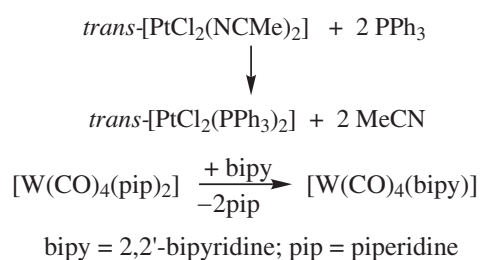 trans-[PtCl₂(NCMe)₂] + 2 PPh₃
trans-[PtCl₂(PPh₃)₂] + 2 MeCN
[W(CO)₄(pip)₂] + bipy −2pip [W(CO)₄(bipy)]
bipy = 2,2'-bipyridine; pip = piperidine